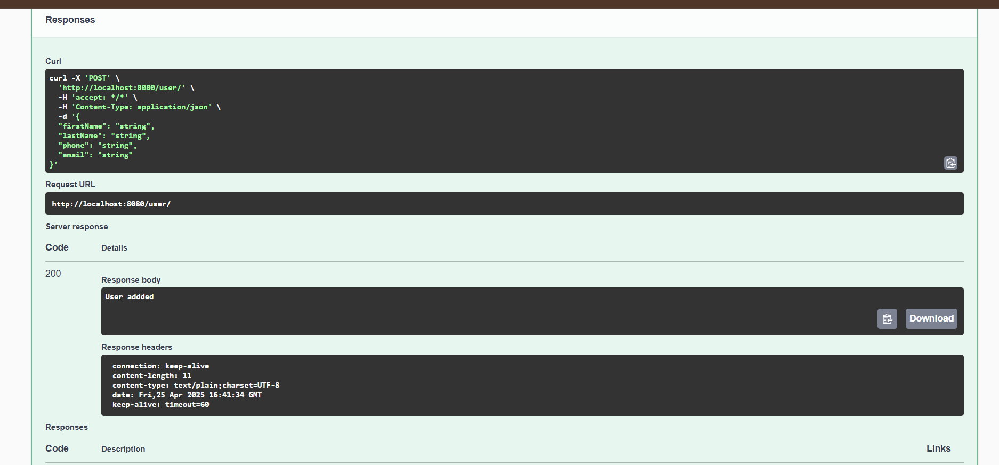 Responses
Curl
curl -X 'POST' \
  'http://localhost:8080/user/' \
  -H 'accept: */*' \
  -H 'Content-Type: application/json' \
  -d '{
  "firstName": "string",
  "lastName": "string",
  "phone": "string",
  "email": "string"
}'
Request URL
http://localhost:8080/user/
Server response
Code Details
200
Response body
User addded
Download
Response headers
connection: keep-alive
content-length: 11
content-type: text/plain;charset=UTF-8
date: Fri,25 Apr 2025 16:41:34 GMT
keep-alive: timeout=60
Responses
Code Description Links